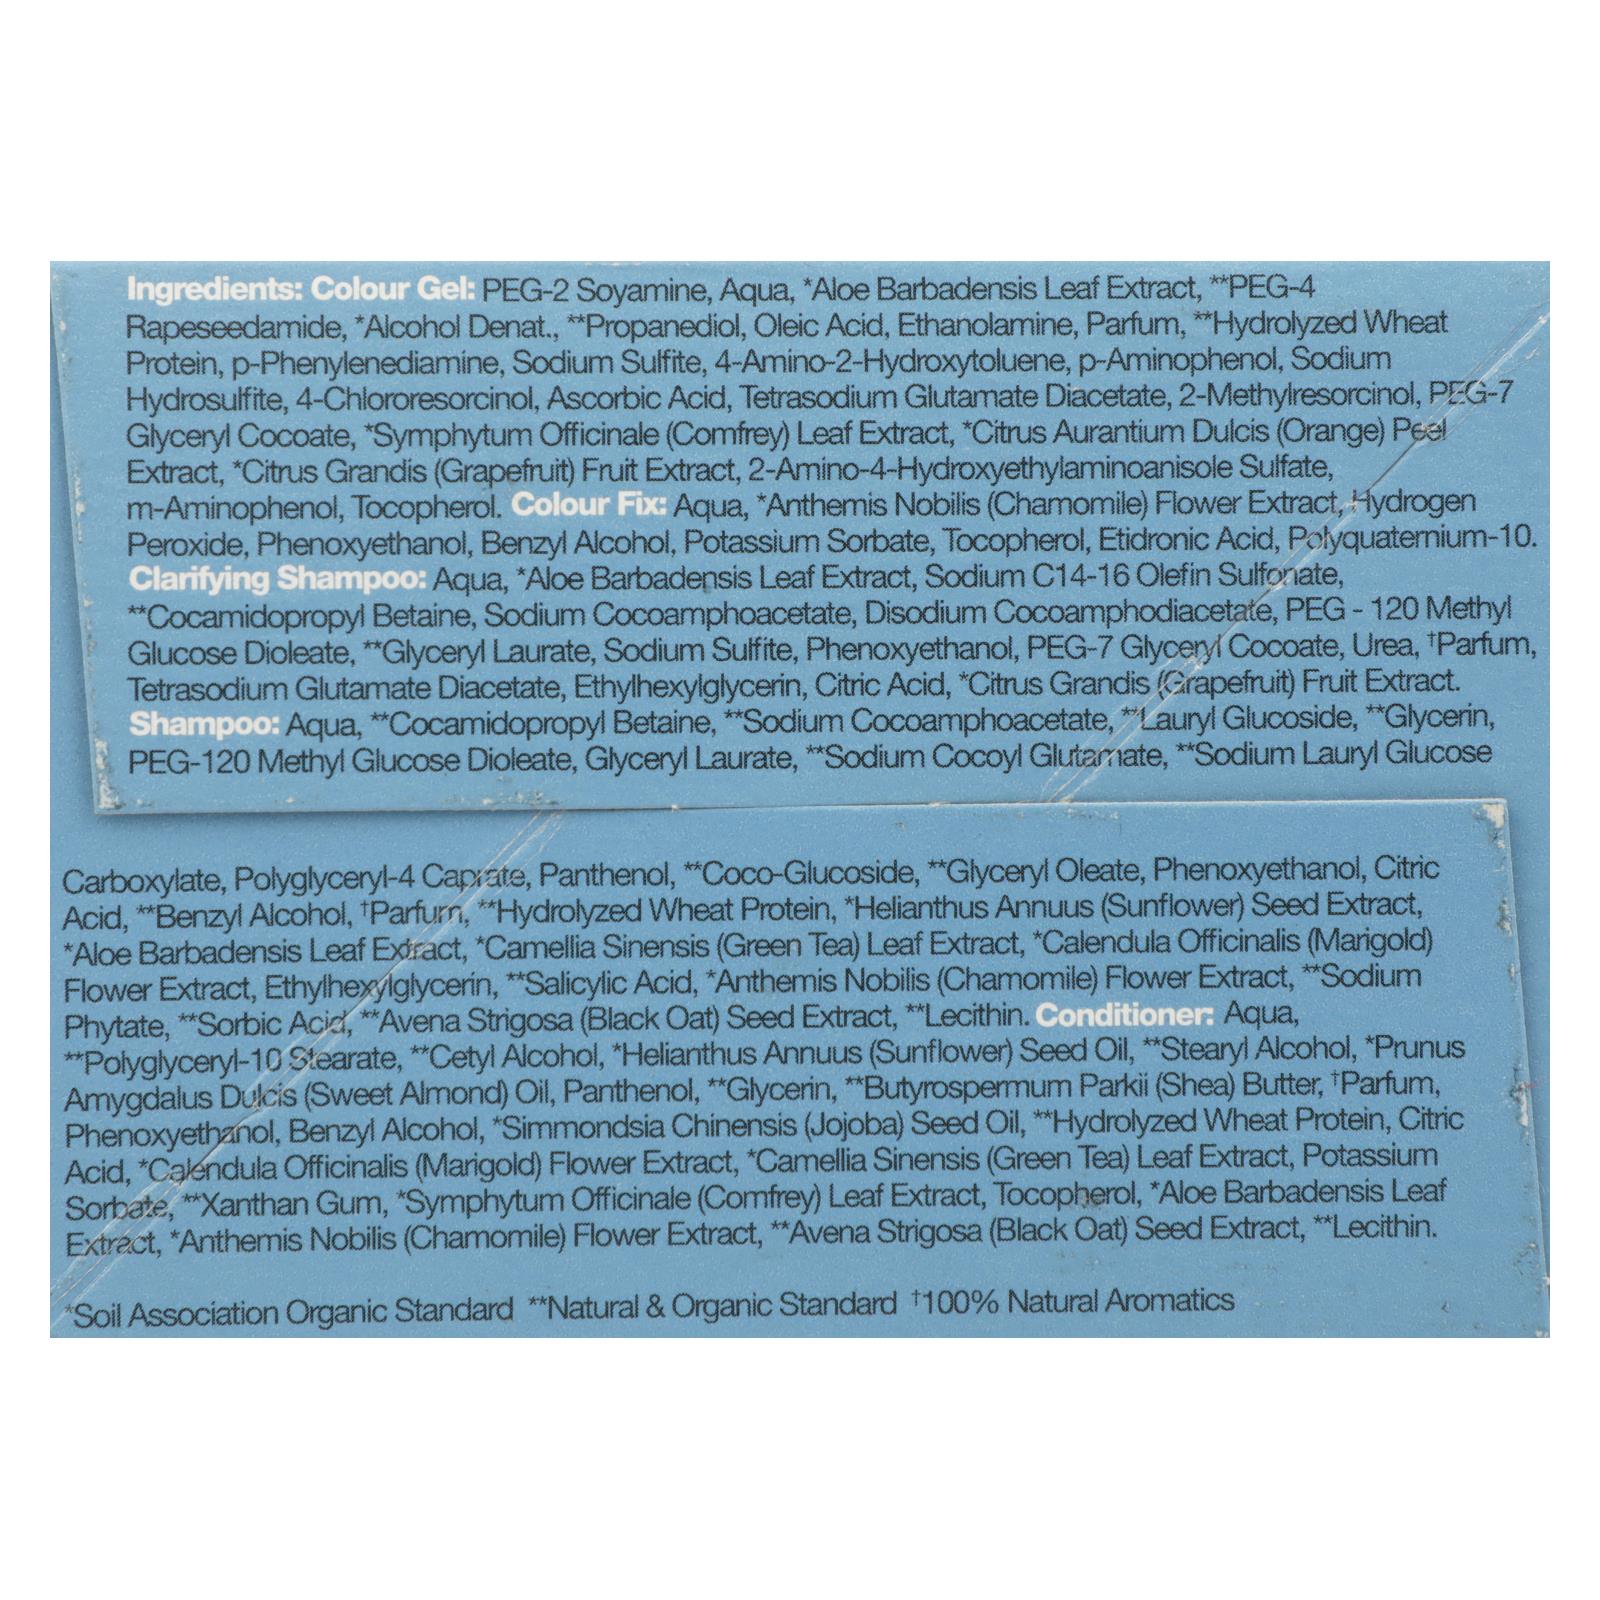 Ingredients: Colour Gel: PEG-2 Soyamine, Aqua, *Aloe Barbadensis Leaf Extract, **PEG-4
Rapeseedamide, *Alcohol Denat., **Propanediol, Oleic Acid, Ethanolamine, Parfum, **Hydrolyzed Wheat
Protein, p-Phenylenediamine, Sodium Sulfite, 4-Amino-2-Hydroxytoluene, p-Aminophenol, Sodium
Hydrosulfite, 4-Chlororesorcinol, Ascorbic Acid, Tetrasodium Glutamate Diacetate, 2-Methylresorcinol, PEG-7
Glyceryl Cocoate, *Symphytum Officinale (Comfrey) Leaf Extract, *Citrus Aurantium Dulcis (Orange) Peel
Extract, *Citrus Grandis (Grapefruit) Fruit Extract, 2-Amino-4-Hydroxyethylaminoanisole Sulfate,
m-Aminophenol, Tocopherol. Colour Fix: Aqua, *Anthemis Nobilis (Chamomile) Flower Extract, Hydrogen
Peroxide, Phenoxyethanol, Benzyl Alcohol, Potassium Sorbate, Tocopherol, Etidronic Acid, Polyquaternium-10.
Clarifying Shampoo: Aqua, *Aloe Barbadensis Leaf Extract, Sodium C14-16 Olefin Sulfonate,
**Cocamidopropyl Betaine, Sodium Cocoamphoacetate, Disodium Cocoamphodiacetate, PEG - 120 Methyl
Glucose Dioleate, **Glyceryl Laurate, Sodium Sulfite, Phenoxyethanol, PEG-7 Glyceryl Cocoate, Urea, †Parfum,
Tetrasodium Glutamate Diacetate, Ethylhexylglycerin, Citric Acid, *Citrus Grandis (Grapefruit) Fruit Extract.
Shampoo: Aqua, **Cocamidopropyl Betaine, **Sodium Cocoamphoacetate, **Lauryl Glucoside, **Glycerin,
PEG-120 Methyl Glucose Dioleate, Glyceryl Laurate, **Sodium Cocoyl Glutamate, **Sodium Lauryl Glucose
Carboxylate, Polyglyceryl-4 Caprate, Panthenol, **Coco-Glucoside, **Glyceryl Oleate, Phenoxyethanol, Citric
Acid, **Benzyl Alcohol, †Parfum, **Hydrolyzed Wheat Protein, *Helianthus Annuus (Sunflower) Seed Extract,
*Aloe Barbadensis Leaf Extract, *Camellia Sinensis (Green Tea) Leaf Extract, *Calendula Officinalis (Marigold)
Flower Extract, Ethylhexylglycerin, **Salicylic Acid, *Anthemis Nobilis (Chamomile) Flower Extract, **Sodium
Phytate, **Sorbic Acid, **Avena Strigosa (Black Oat) Seed Extract, **Lecithin. Conditioner: Aqua,
**Polyglyceryl-10 Stearate, **Cetyl Alcohol, *Helianthus Annuus (Sunflower) Seed Oil, **Stearyl Alcohol, *Prunus
Amygdalus Dulcis (Sweet Almond) Oil, Panthenol, **Glycerin, **Butyrospermum Parkii (Shea) Butter, †Parfum,
Phenoxyethanol, Benzyl Alcohol, *Simmondsia Chinensis (Jojoba) Seed Oil, **Hydrolyzed Wheat Protein, Citric
Acid, *Calendula Officinalis (Marigold) Flower Extract, *Camellia Sinensis (Green Tea) Leaf Extract, Potassium
Sorbate, **Xanthan Gum, *Symphytum Officinale (Comfrey) Leaf Extract, Tocopherol, *Aloe Barbadensis Leaf
Extract, *Anthemis Nobilis (Chamomile) Flower Extract, **Avena Strigosa (Black Oat) Seed Extract, **Lecithin.
*Soil Association Organic Standard **Natural & Organic Standard †100% Natural Aromatics